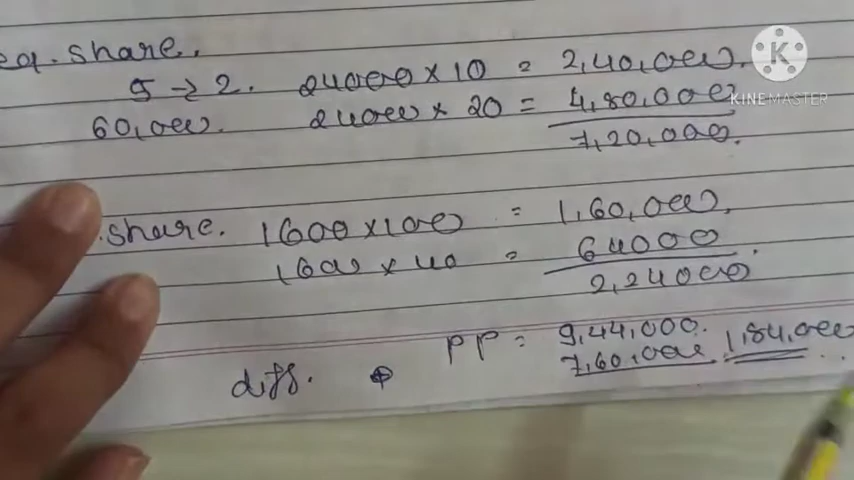 eq. share.
5 → 2. 24000 × 10 = 2,40,000.
60,000. 24000 × 20 = 4,80,000
7,20,000.
.share. 1600 × 100 = 1,60,000.
1600 × 40 = 64000
2,24000.
PP = 9,44,000.
diff. 7,60,000. 1,84,000
KINEMASTER